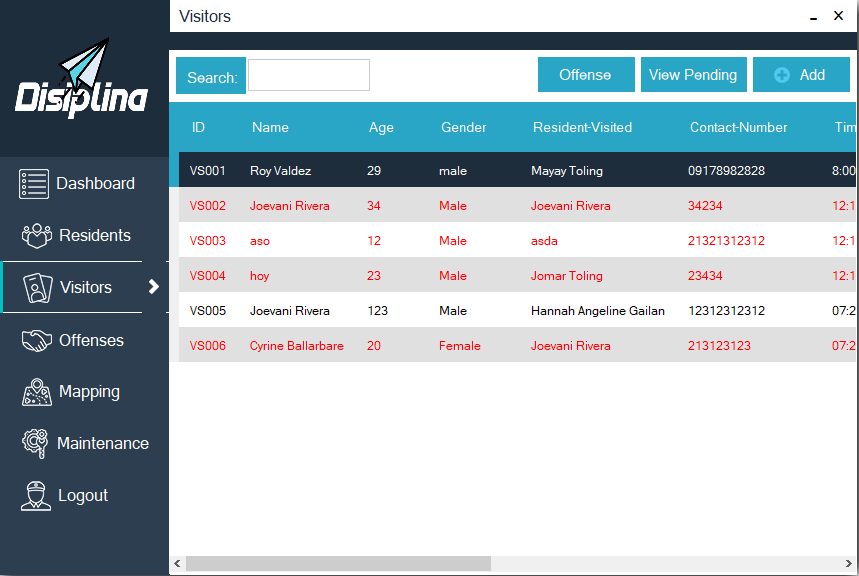 Visitors
Disiplina
Search:
Offense
View Pending
Add
ID Name Age Gender Resident-Visited Contact-Number Tim
VS001 Roy Valdez 29 male Mayay Toling 09178982828 8:00
VS002 Joevani Rivera 34 Male Joevani Rivera 34234 12:1
VS003 aso 12 Male asda 21321312312 12:1
VS004 hoy 23 Male Jomar Toling 23434 12:1
VS005 Joevani Rivera 123 Male Hannah Angeline Gailan 12312312312 07:2
VS006 Cyrine Ballarbare 20 Female Joevani Rivera 213123123 07:2
Dashboard
Residents
Visitors
Offenses
Mapping
Maintenance
Logout